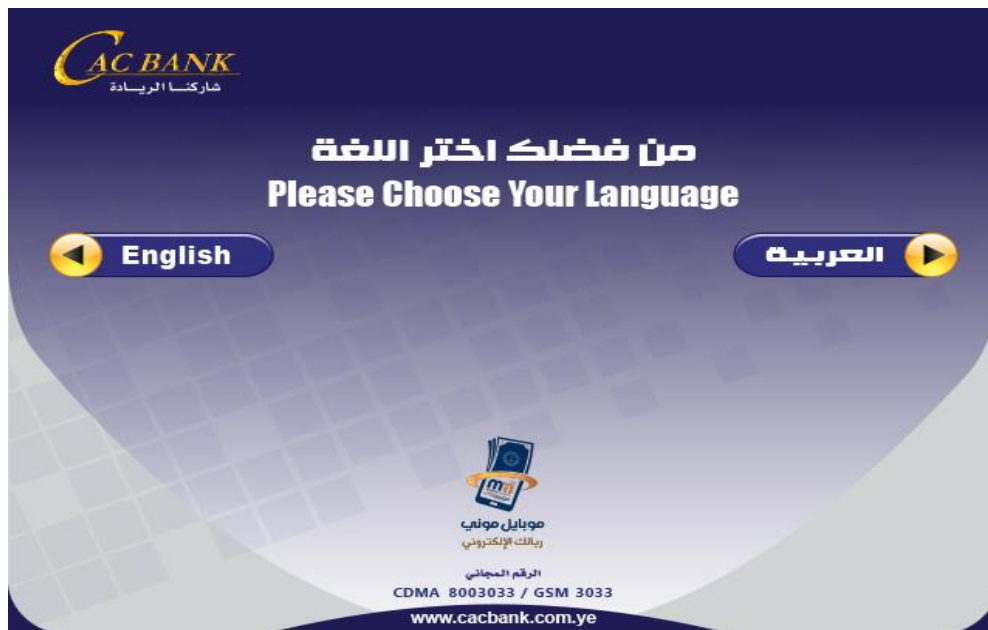 CAC BANK
شاركنا الريادة
من فضلك اختر اللغة
Please Choose Your Language
English
العربية
موبايل موني
ريالك الإلكتروني
الرقم المجاني
CDMA 8003033 / GSM 3033
www.cacbank.com.ye